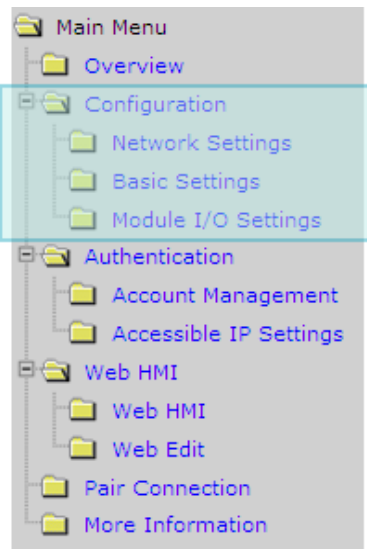 Main Menu
Overview
Configuration
Network Settings
Basic Settings
Module I/O Settings
Authentication
Account Management
Accessible IP Settings
Web HMI
Web HMI
Web Edit
Pair Connection
More Information